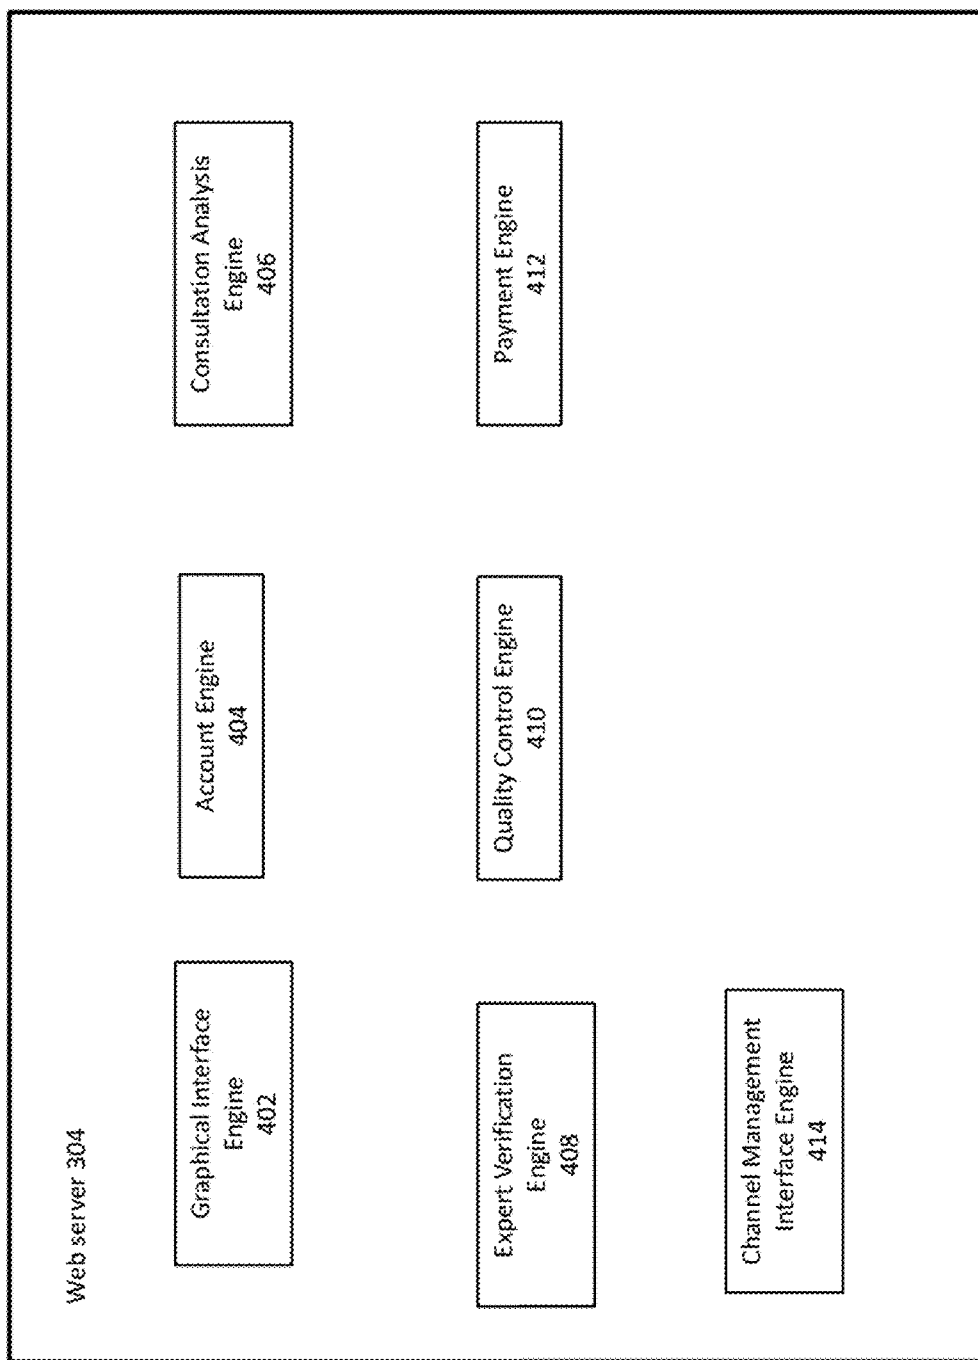 Web server 304
Graphical Interface
Engine
402
Account Engine
404
Consultation Analysis
Engine
406
Expert Verification
Engine
408
Quality Control Engine
410
Payment Engine
412
Channel Management
Interface Engine
414